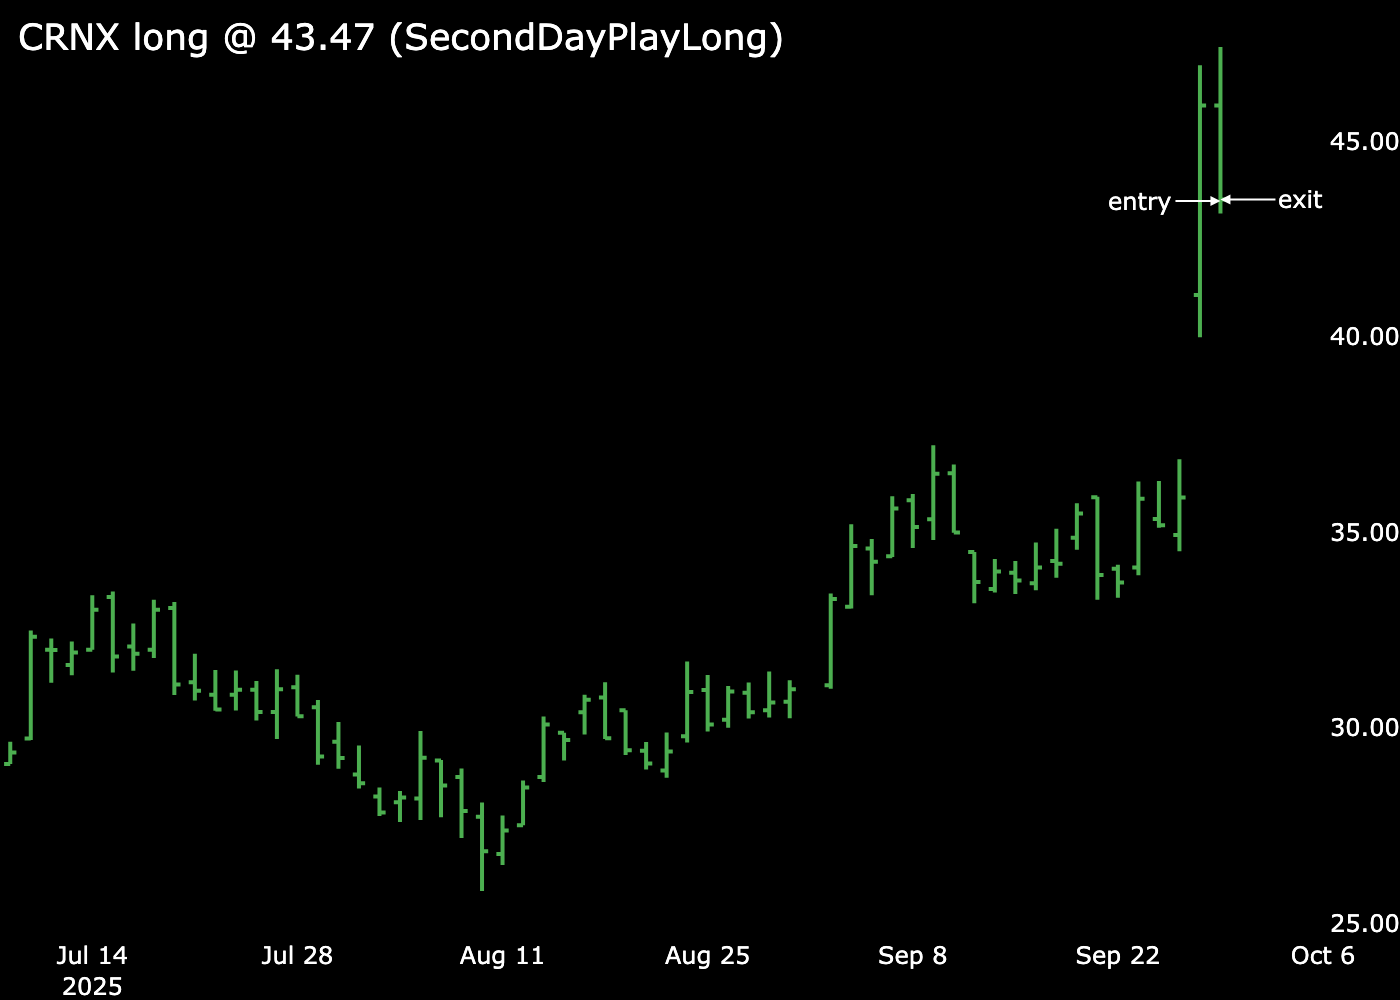 CRNX long @ 43.47 (SecondDayPlayLong)
45.00
entry
exit
40.00
35.00
30.00
25.00
Jul 14
2025
Jul 28
Aug 11
Aug 25
Sep 8
Sep 22
Oct 6